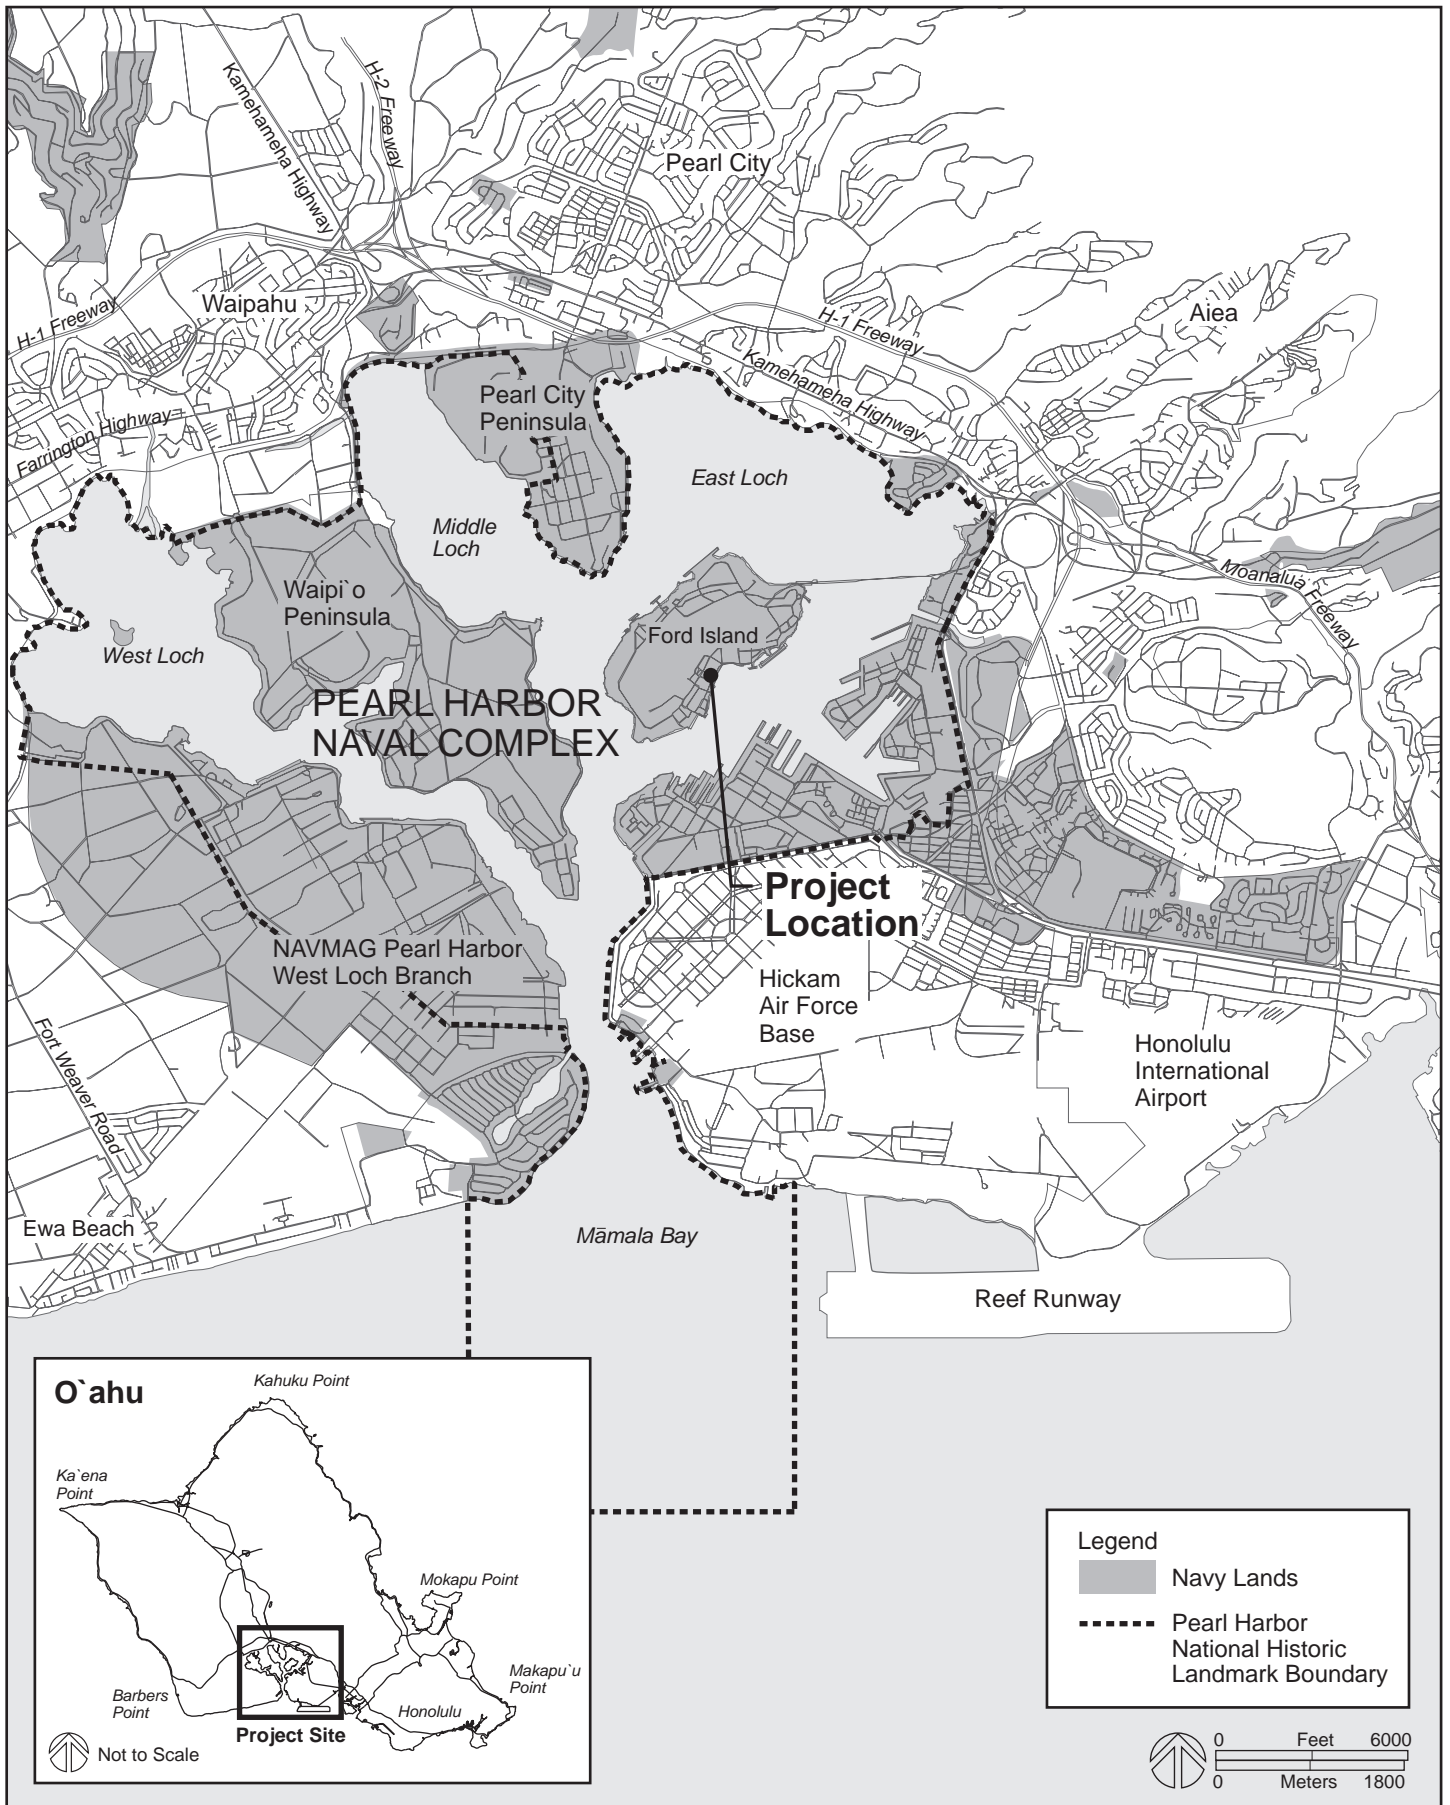 Kamehameha Highway
H-2 Freeway
Pearl City
Waipahu
H-1 Freeway
H-1 Freeway
Aiea
Kamehameha Highway
Pearl City
Peninsula
Farrington Highway
East Loch
Middle
Loch
Moanalua Freeway
Waipi`o
Peninsula
Ford Island
West Loch
PEARL HARBOR
NAVAL COMPLEX
Project
Location
NAVMAG Pearl Harbor
West Loch Branch
Hickam
Air Force
Base
Honolulu
International
Airport
Fort Weaver Road
Ewa Beach
Māmala Bay
Reef Runway
O`ahu
Kahuku Point
Ka`ena
Point
Mokapu Point
Makapu`u
Point
Barbers
Point
Honolulu
Project Site
Not to Scale
Legend
Navy Lands
Pearl Harbor
National Historic
Landmark Boundary
0 Feet 6000
0 Meters 1800